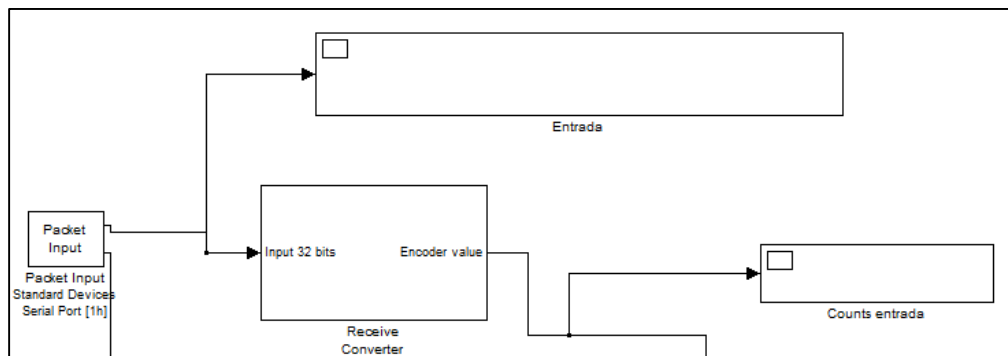 Entrada
Packet
Input
Input 32 bits
Encoder value
Packet Input
Standard Devices
Serial Port [1h]
Receive
Converter
Counts entrada